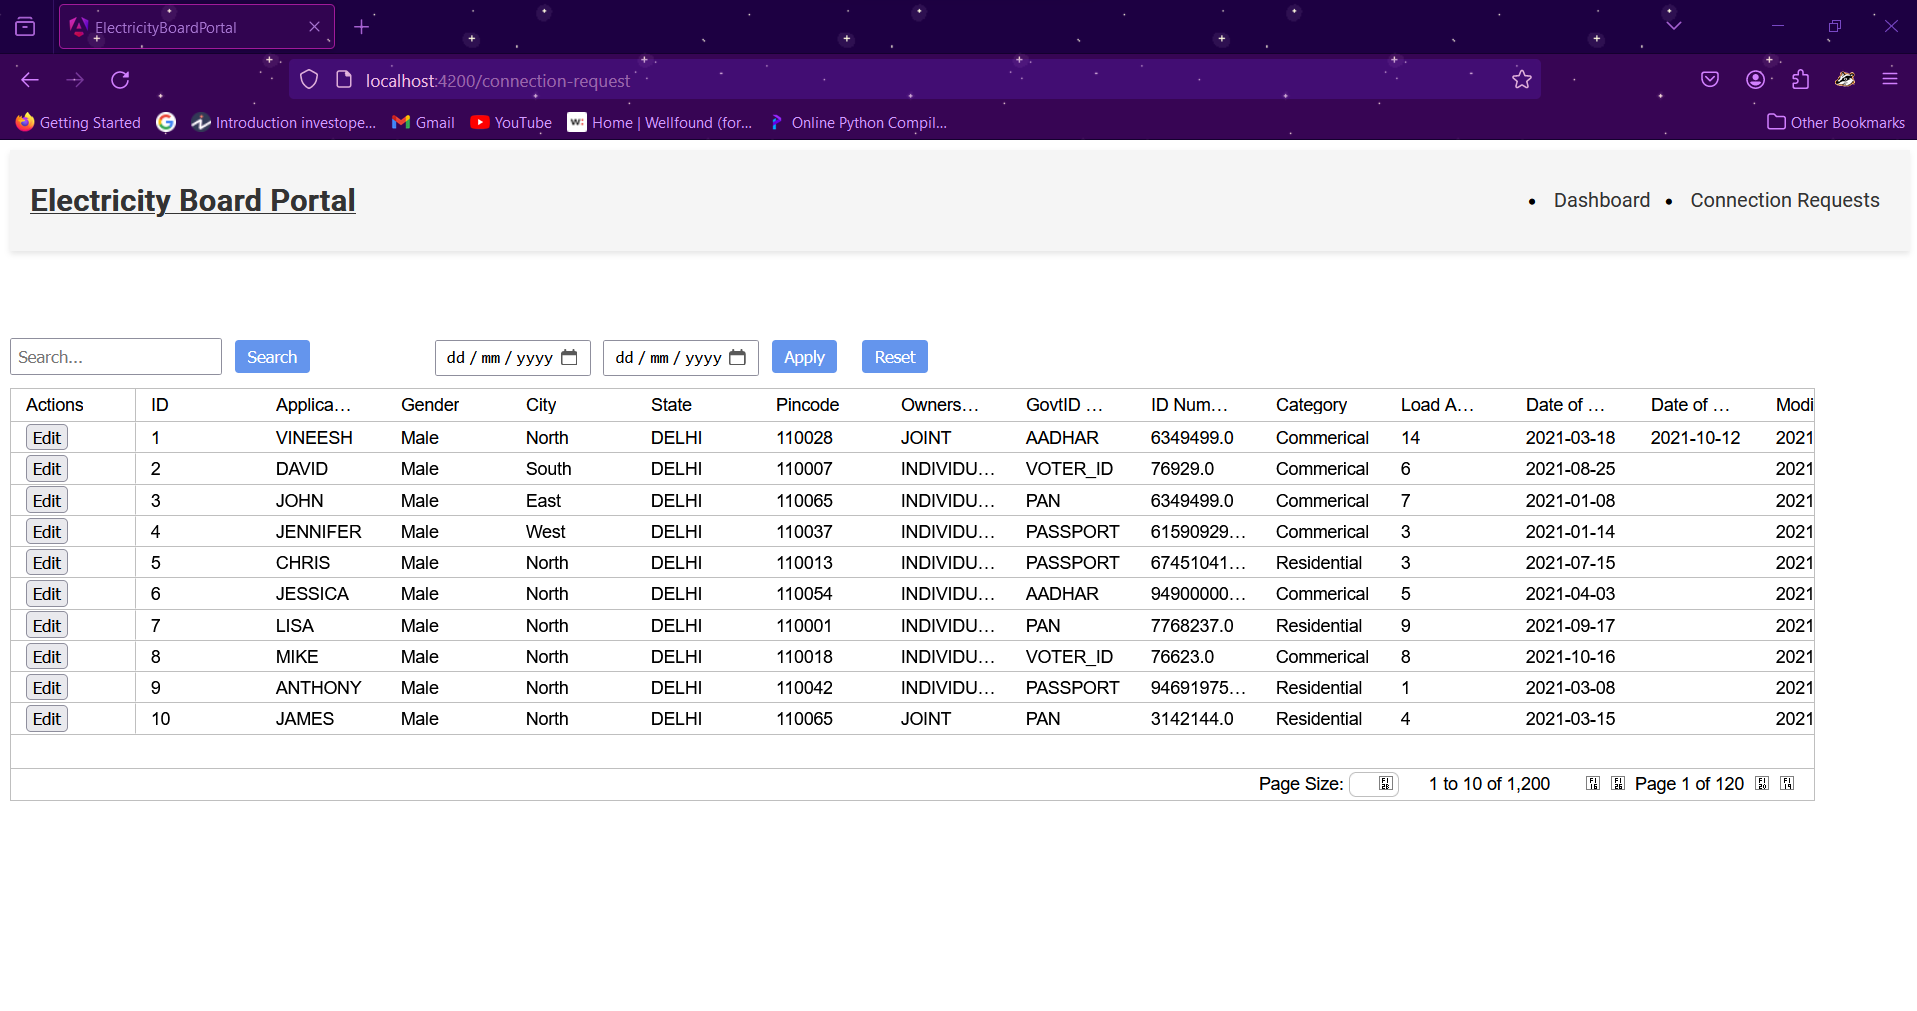 ElectricityBoardPortal
localhost:4200/connection-request
Getting Started Introduction investope... Gmail YouTube Home | Wellfound (for... Online Python Compil... Other Bookmarks
Electricity Board Portal
• Dashboard • Connection Requests
Search... Search dd/mm/yyyy dd/mm/yyyy Apply Reset
Actions ID Applica... Gender City State Pincode Owners... GovtID ... ID Num... Category Load A... Date of ... Date of ... Modi
Edit 1 VINEESH Male North DELHI 110028 JOINT AADHAR 6349499.0 Commerical 14 2021-03-18 2021-10-12 2021
Edit 2 DAVID Male South DELHI 110007 INDIVIDU... VOTER_ID 76929.0 Commerical 6 2021-08-25 2021
Edit 3 JOHN Male East DELHI 110065 INDIVIDU... PAN 6349499.0 Commerical 7 2021-01-08 2021
Edit 4 JENNIFER Male West DELHI 110037 INDIVIDU... PASSPORT 61590929... Commerical 3 2021-01-14 2021
Edit 5 CHRIS Male North DELHI 110013 INDIVIDU... PASSPORT 67451041... Residential 3 2021-07-15 2021
Edit 6 JESSICA Male North DELHI 110054 INDIVIDU... AADHAR 94900000... Commerical 5 2021-04-03 2021
Edit 7 LISA Male North DELHI 110001 INDIVIDU... PAN 7768237.0 Residential 9 2021-09-17 2021
Edit 8 MIKE Male North DELHI 110018 INDIVIDU... VOTER_ID 76623.0 Commerical 8 2021-10-16 2021
Edit 9 ANTHONY Male North DELHI 110042 INDIVIDU... PASSPORT 94691975... Residential 1 2021-03-08 2021
Edit 10 JAMES Male North DELHI 110065 JOINT PAN 3142144.0 Residential 4 2021-03-15 2021
Page Size: 1 to 10 of 1,200 Page 1 of 120